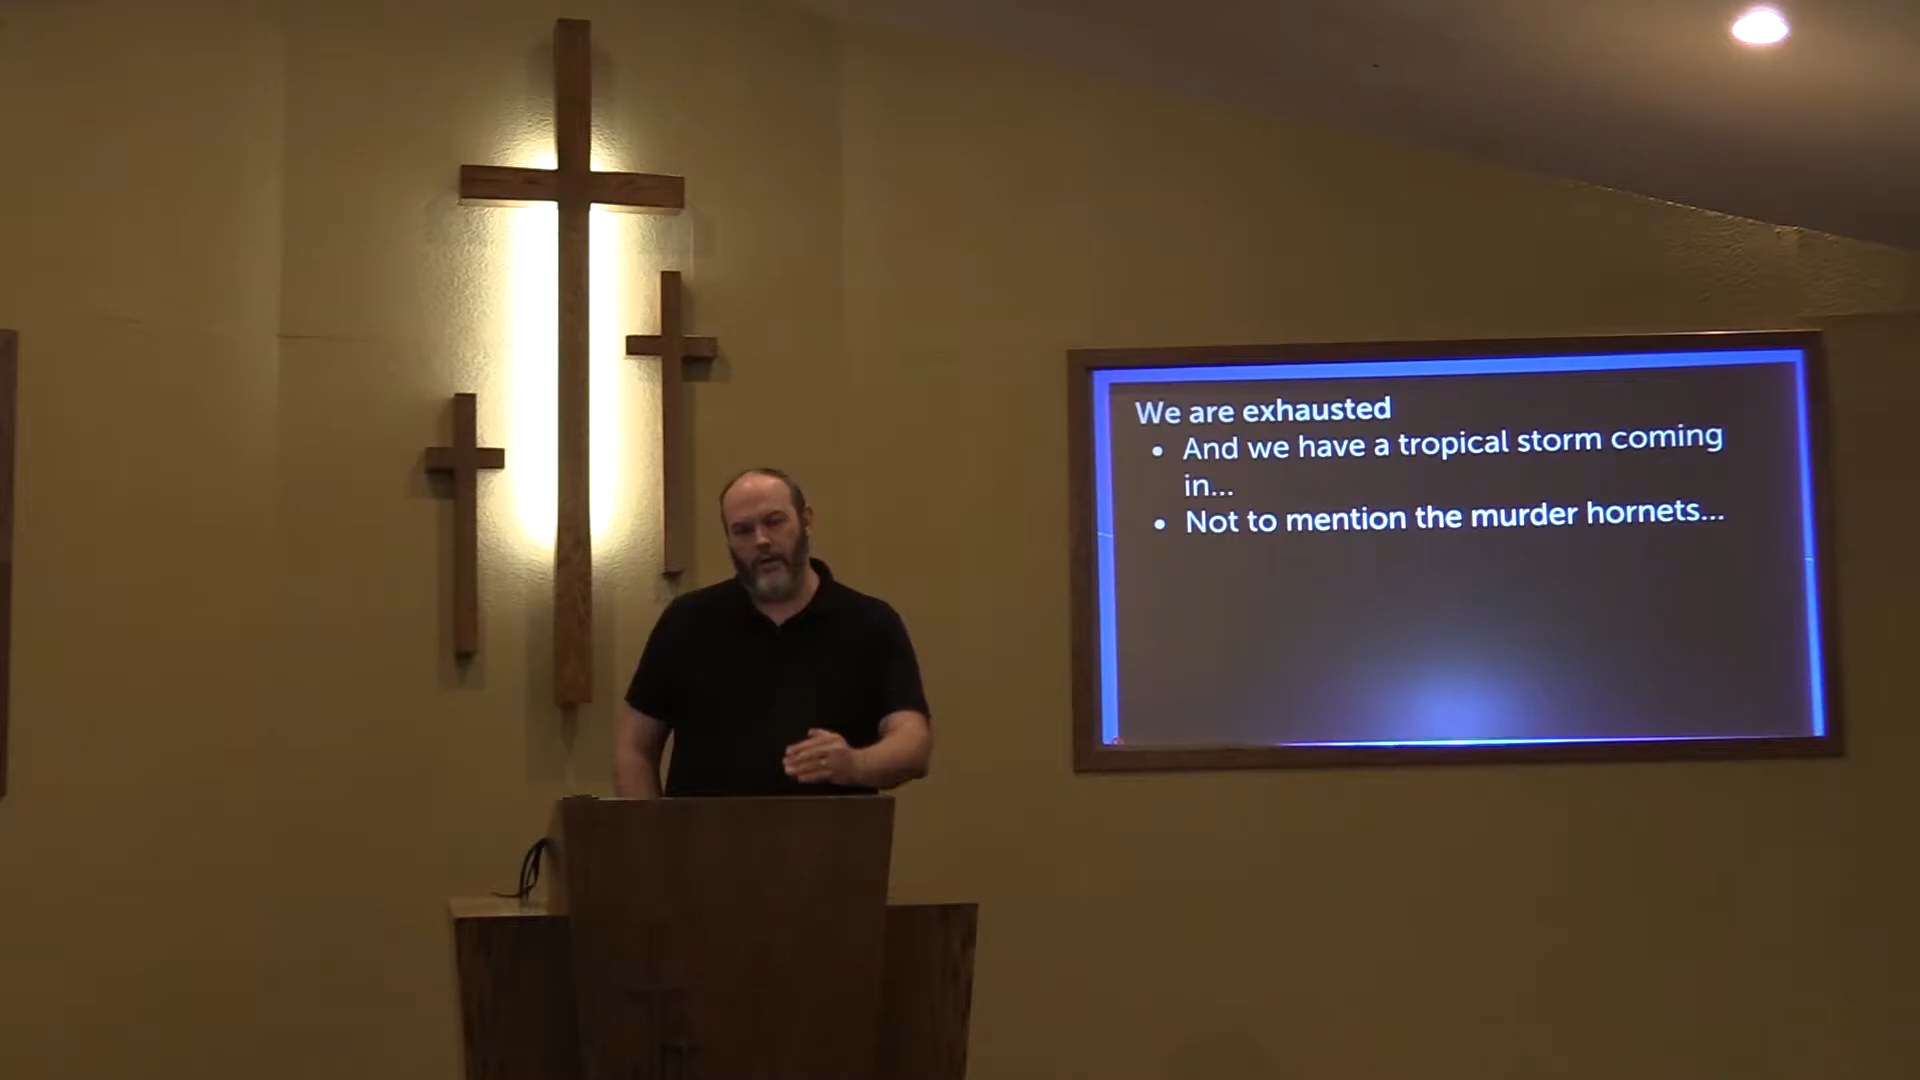 We are exhausted
• And we have a tropical storm coming
in...
• Not to mention the murder hornets...